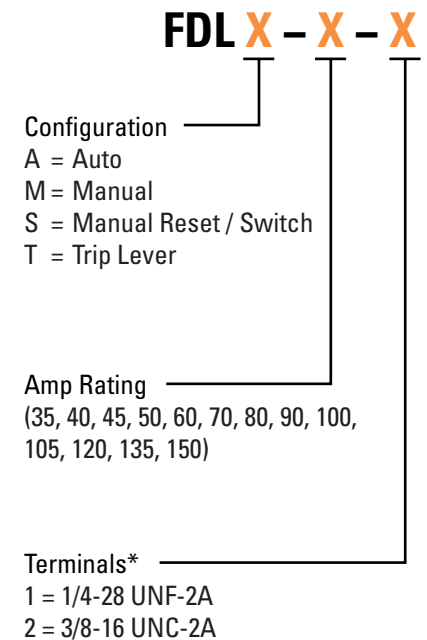 FDL X – X – X
Configuration
A = Auto
M = Manual
S = Manual Reset / Switch
T = Trip Lever
Amp Rating
(35, 40, 45, 50, 60, 70, 80, 90, 100,
105, 120, 135, 150)
Terminals*
1 = 1/4-28 UNF-2A
2 = 3/8-16 UNC-2A